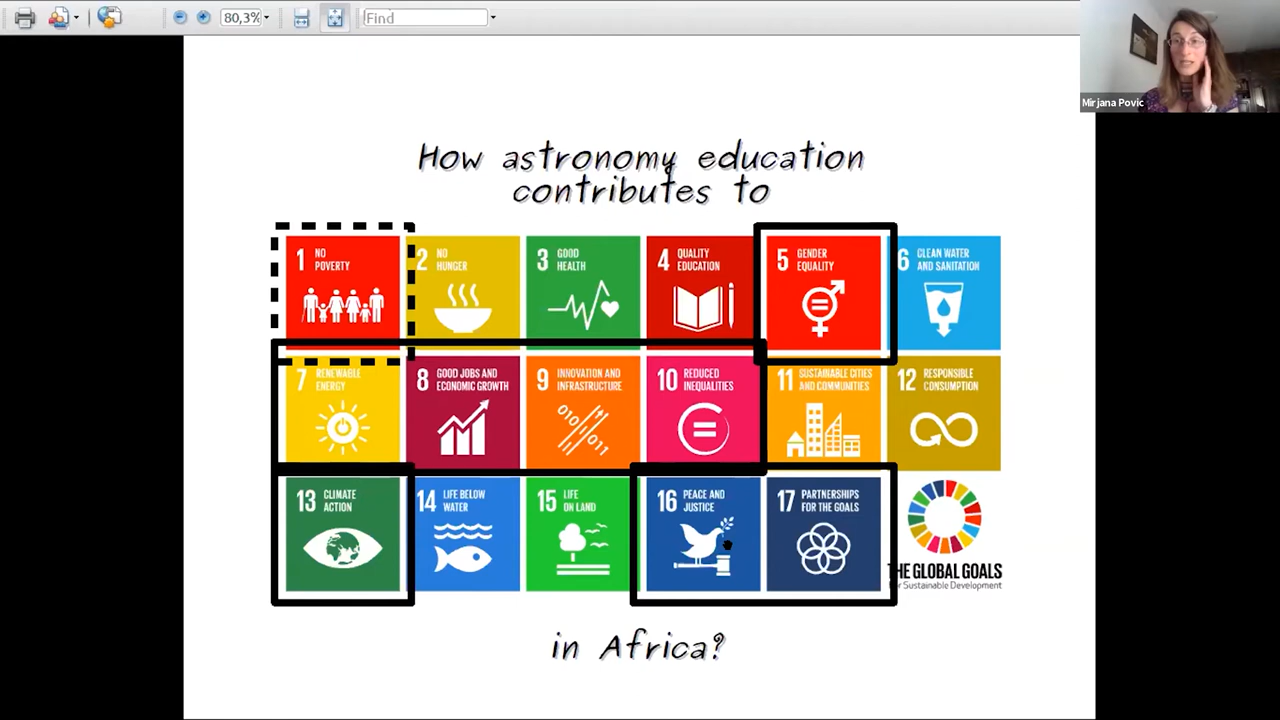 80,3%
Find
Mirjana Povic
How astronomy education
contributes to
1 NO
POVERTY
2 NO
HUNGER
3 GOOD
HEALTH
4 QUALITY
EDUCATION
5 GENDER
EQUALITY
6 CLEAN WATER
AND SANITATION
7 RENEWABLE
ENERGY
8 GOOD JOBS AND
ECONOMIC GROWTH
9 INNOVATION AND
INFRASTRUCTURE
010
011
10 REDUCED
INEQUALITIES
11 SUSTAINABLE CITIES
AND COMMUNITIES
12 RESPONSIBLE
CONSUMPTION
13 CLIMATE
ACTION
14 LIFE BELOW
WATER
15 LIFE
ON LAND
16 PEACE AND
JUSTICE
17 PARTNERSHIPS
FOR THE GOALS
THE GLOBAL GOALS
For Sustainable Development
in Africa?